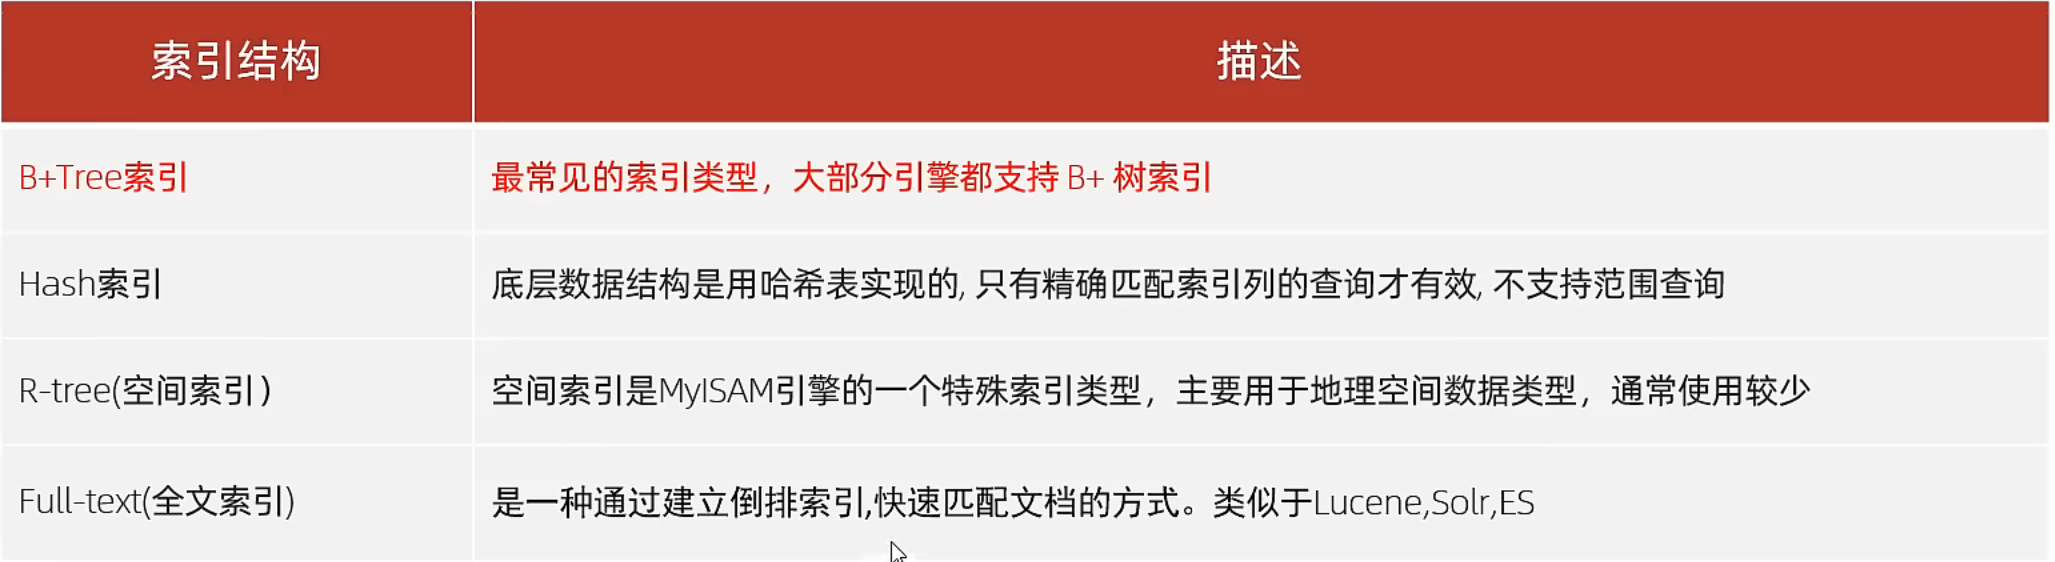 索引结构 描述
B+Tree索引 最常见的索引类型，大部分引擎都支持 B+ 树索引
Hash索引 底层数据结构是用哈希表实现的, 只有精确匹配索引列的查询才有效, 不支持范围查询
R-tree(空间索引） 空间索引是MyISAM引擎的一个特殊索引类型，主要用于地理空间数据类型，通常使用较少
Full-text(全文索引) 是一种通过建立倒排索引,快速匹配文档的方式。类似于Lucene,Solr,ES